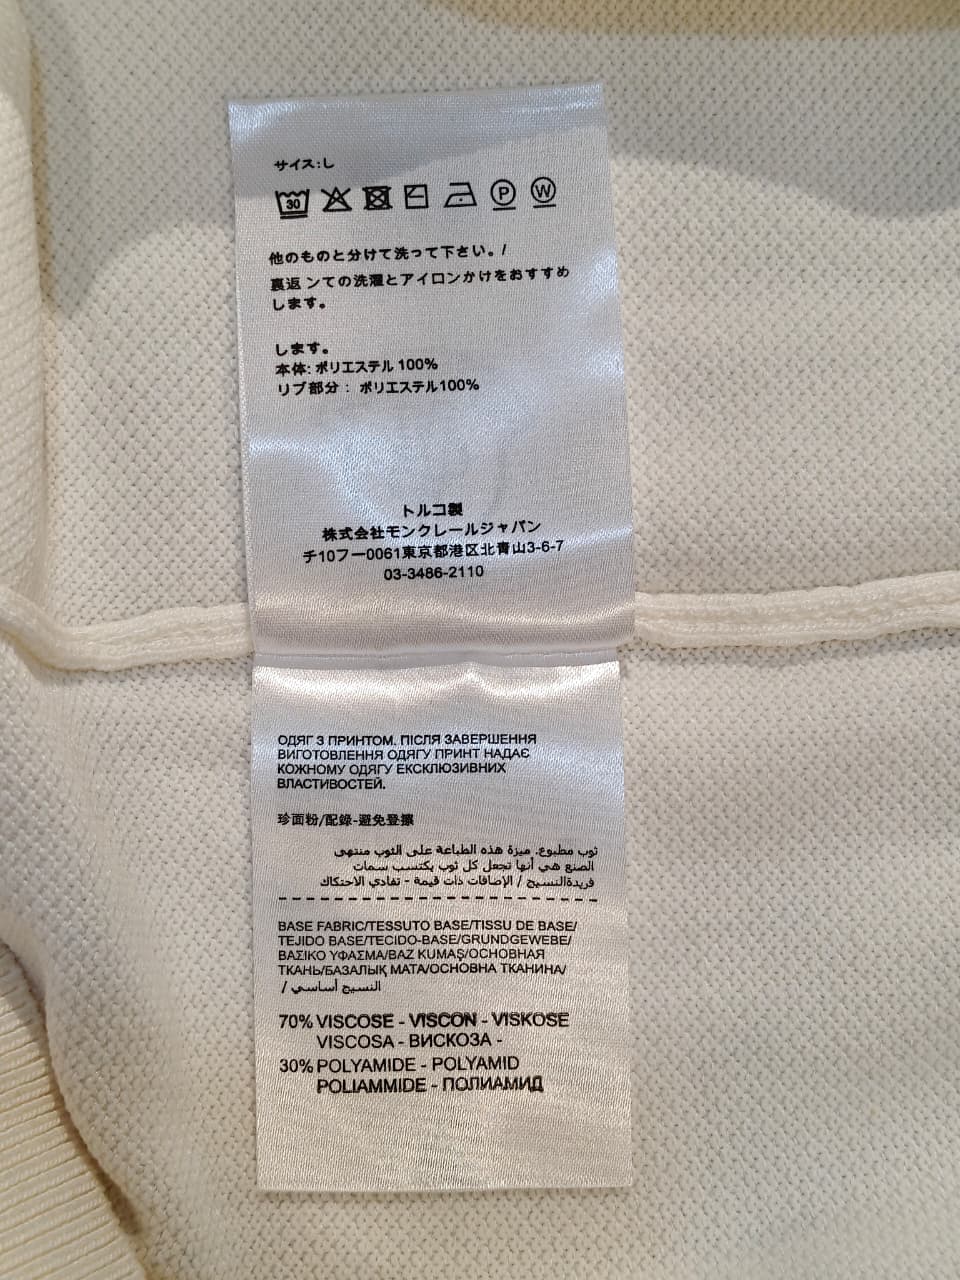 サイス:L
30 P W
他のものと分けて洗って下さい。/
裏返 ンての洗濯とアイロンかけをおすすめ
します。
します。
本体: ポリエステル 100%
リブ部分： ポリエステル100%
トルコ製
株式会社モンクレールジャパン
チ10フー0061東京都港区北青山3-6-7
03-3486-2110
ОДЯГ З ПРИНТОМ. ПІСЛЯ ЗАВЕРШЕННЯ
ВИГОТОВЛЕННЯ ОДЯГУ ПРИНТ НАДАЄ
КОЖНОМУ ОДЯГУ ЕКСКЛЮЗИВНИХ
ВЛАСТИВОСТЕЙ.
珍面粉/配錄-避免登擦
ثوب مطبوع. ميزة هذه الطباعة على الثوب منتهى
الصنع هي أنها تجعل كل ثوب يكتسب سمات
فريدةالنسيج / الإضافات ذات قيمة - تفادي الاحتكاك
BASE FABRIC/TESSUTO BASE/TISSU DE BASE/
TEJIDO BASE/TECIDO-BASE/GRUNDGEWEBE/
ΒΑΣΙΚΟ ΥΦΑΣΜΑ/BAZ KUMAŞ/ОСНОВНАЯ
ТКАНЬ/БАЗАЛЫҚ МАТА/ОСНОВНА ТКАНИНА/
النسيج أساسي /
70% VISCOSE - VISCON - VISKOSE
VISCOSA - ВИСКОЗА -
30% POLYAMIDE - POLYAMID
POLIAMMIDE - ПОЛИАМИД